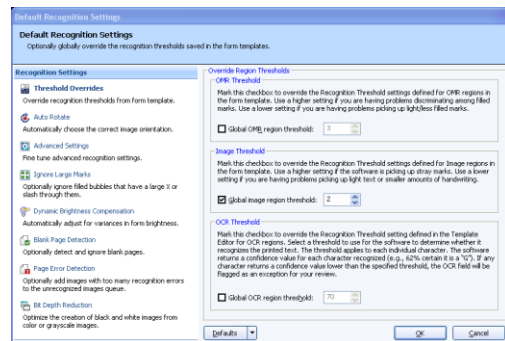 Default Recognition Settings
Default Recognition Settings
Optionally globally override the recognition thresholds saved in the form templates.
Recognition Settings
Threshold Overrides
Override recognition thresholds from form template.
Auto Rotate
Automatically choose the correct image orientation.
Advanced Settings
Fine tune advanced recognition settings.
Ignore Large Marks
Optionally ignore filled bubbles that have a large X or
slash through them.
Dynamic Brightness Compensation
Automatically adjust for variances in form brightness.
Blank Page Detection
Optionally detect and ignore blank pages.
Page Error Detection
Optionally add images with too many recognition errors
to the unrecognized images queue.
Bit Depth Reduction
Optimize the creation of black and white images from
color or grayscale images.
Override Region Thresholds
OMR Threshold
Mark this checkbox to override the Recognition Threshold settings defined for OMR regions in
the form template. Use a higher setting if you are having problems discriminating among filled
marks. Use a lower setting if you are having problems picking up light/less filled marks.
Global OMR region threshold: 3
Image Threshold
Mark this checkbox to override the Recognition Threshold settings defined for Image regions in
the form template. Use a higher setting if the software is picking up stray marks. Use a lower
setting if you are having problems picking up light text or smaller amounts of handwriting.
Global image region threshold: 2
OCR Threshold
Mark this checkbox to override the Recognition Threshold setting defined in the Template
Editor for OCR regions. Select a threshold to use for the software to determine whether it
recognizes the printed text. The threshold applies to each individual character. The software
returns a confidence value for each character recognized (e.g., 62% certain it is a "G"). If any
character returns a confidence value lower than the specified threshold, the OCR field will be
flagged as an exception for your review.
Global OCR region threshold: 70
Defaults
OK
Cancel